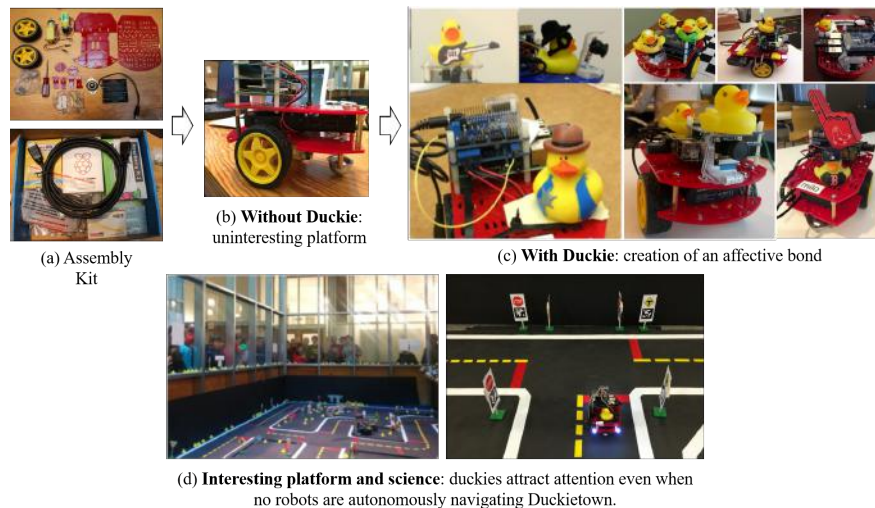 (a) Assembly
Kit
(b) Without Duckie:
uninteresting platform
(c) With Duckie: creation of an affective bond
(d) Interesting platform and science: duckies attract attention even when
no robots are autonomously navigating Duckietown.